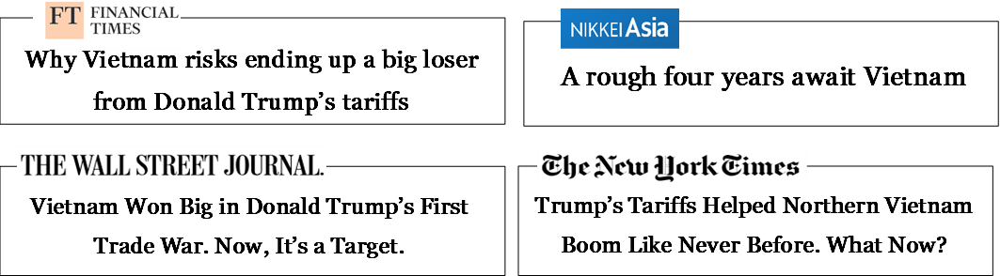 FT FINANCIAL
TIMES
Why Vietnam risks ending up a big loser
from Donald Trump’s tariffs
NIKKEI Asia
A rough four years await Vietnam
THE WALL STREET JOURNAL.
Vietnam Won Big in Donald Trump’s First
Trade War. Now, It’s a Target.
The New York Times
Trump’s Tariffs Helped Northern Vietnam
Boom Like Never Before. What Now?